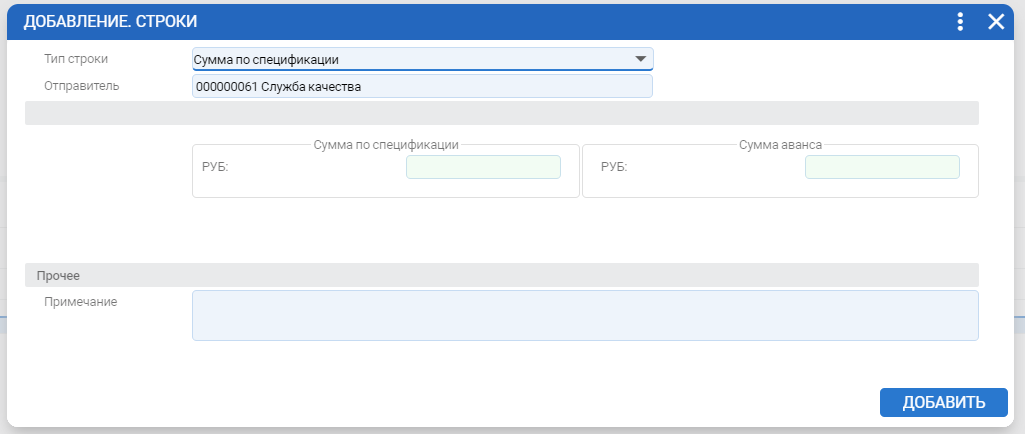 ДОБАВЛЕНИЕ. СТРОКИ
Тип строки Сумма по спецификации
Отправитель 000000061 Служба качества
Сумма по спецификации Сумма аванса
РУБ: РУБ:
Прочее
Примечание
ДОБАВИТЬ